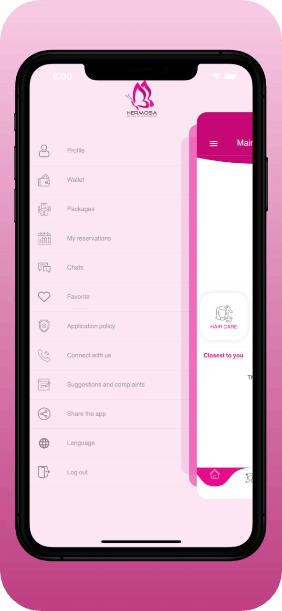 6:00
HERMOSA
Main
Profile
Wallet
Packages
My reservations
Chats
Favorite
HAIR CARE
Application policy
Connect with us
Closest to you
Suggestions and complaints
Th
Share the app
Language
Log out